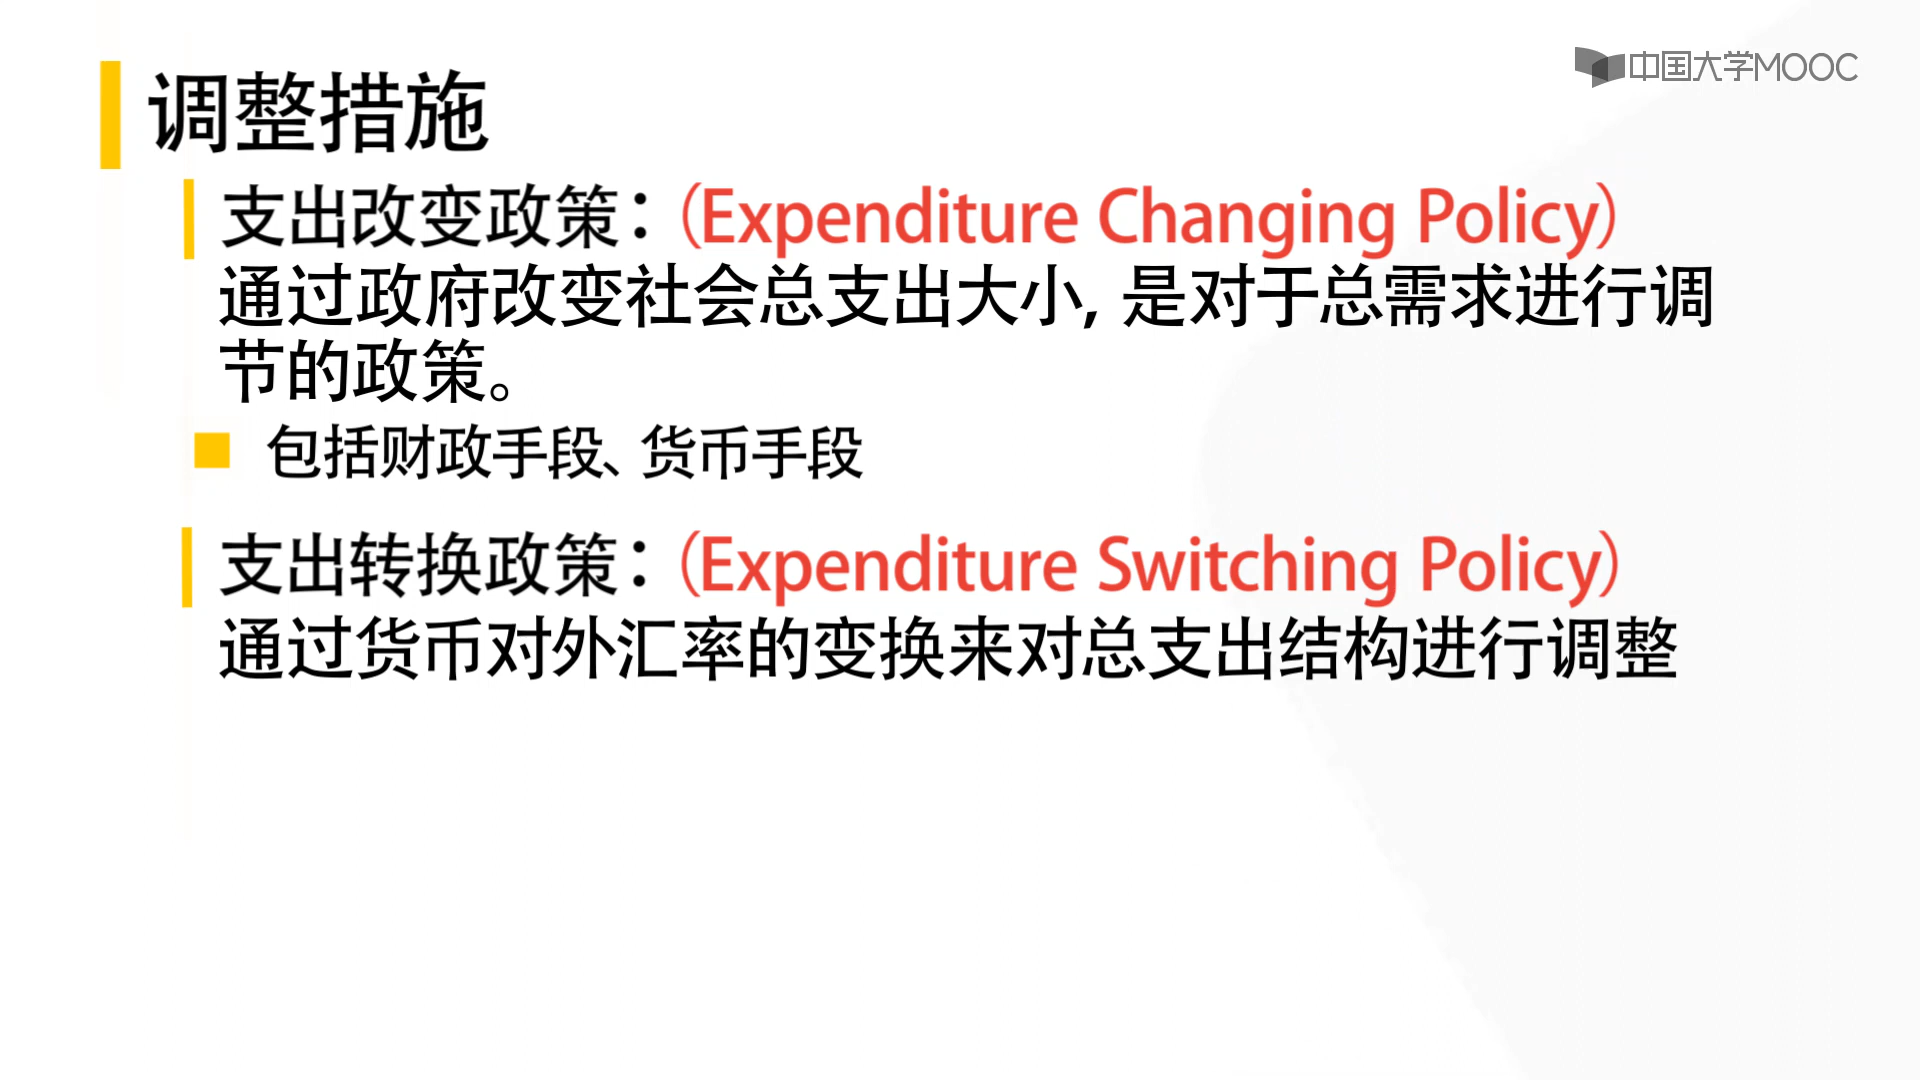 中国大学MOOC
调整措施
支出改变政策：(Expenditure Changing Policy)
通过政府改变社会总支出大小, 是对于总需求进行调
节的政策。
包括财政手段、货币手段
支出转换政策：(Expenditure Switching Policy)
通过货币对外汇率的变换来对总支出结构进行调整